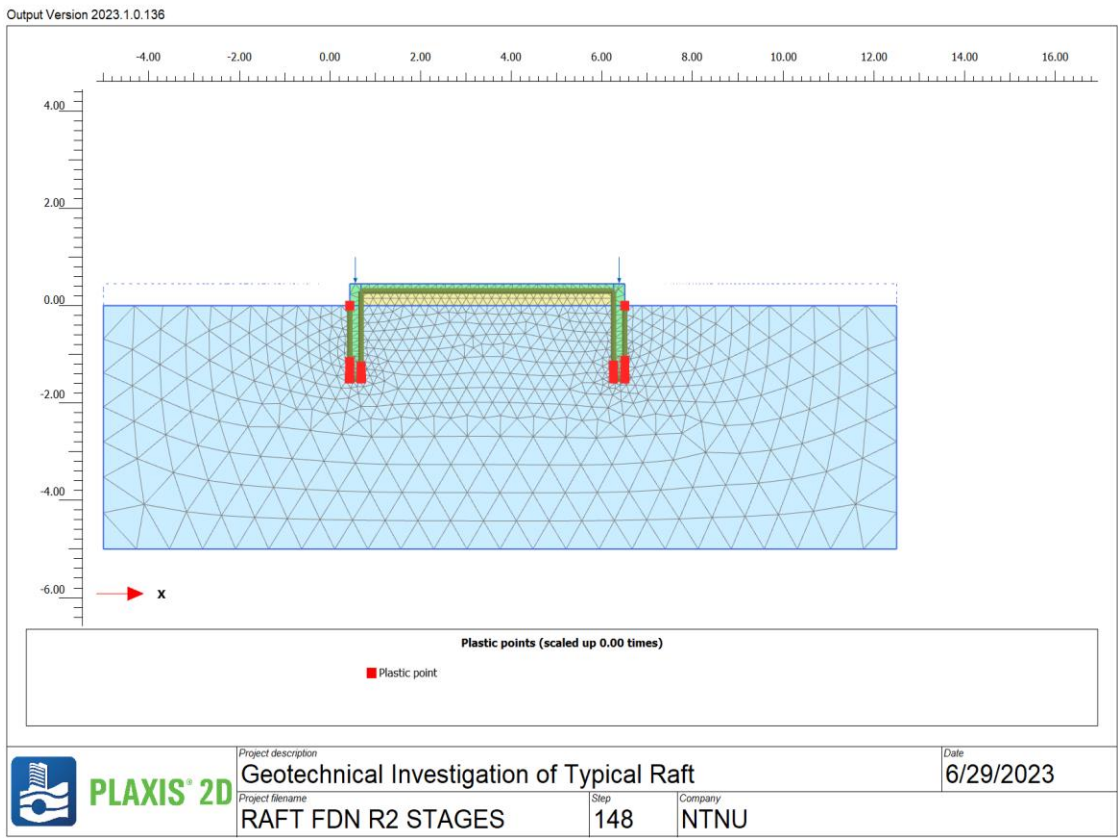 Output Version 2023.1.0.136
-4.00 -2.00 0.00 2.00 4.00 6.00 8.00 10.00 12.00 14.00 16.00
4.00
2.00
0.00
-2.00
-4.00
-6.00
x
Plastic points (scaled up 0.00 times)
Plastic point
PLAXIS® 2D
Project description
Geotechnical Investigation of Typical Raft
Date
6/29/2023
Project filename
RAFT FDN R2 STAGES
Step
148
Company
NTNU